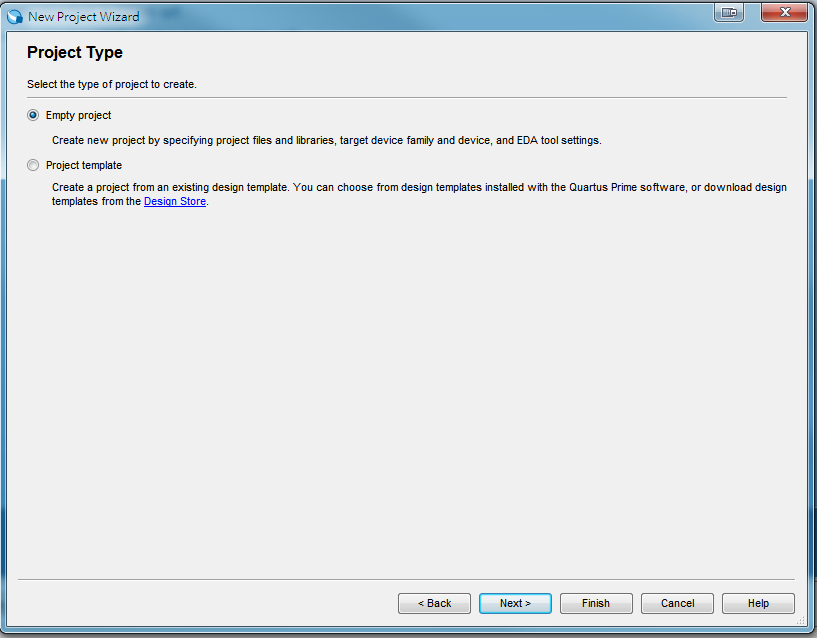 New Project Wizard
Project Type
Select the type of project to create.
Empty project
Create new project by specifying project files and libraries, target device family and device, and EDA tool settings.
Project template
Create a project from an existing design template. You can choose from design templates installed with the Quartus Prime software, or download design
templates from the Design Store.
< Back
Next >
Finish
Cancel
Help